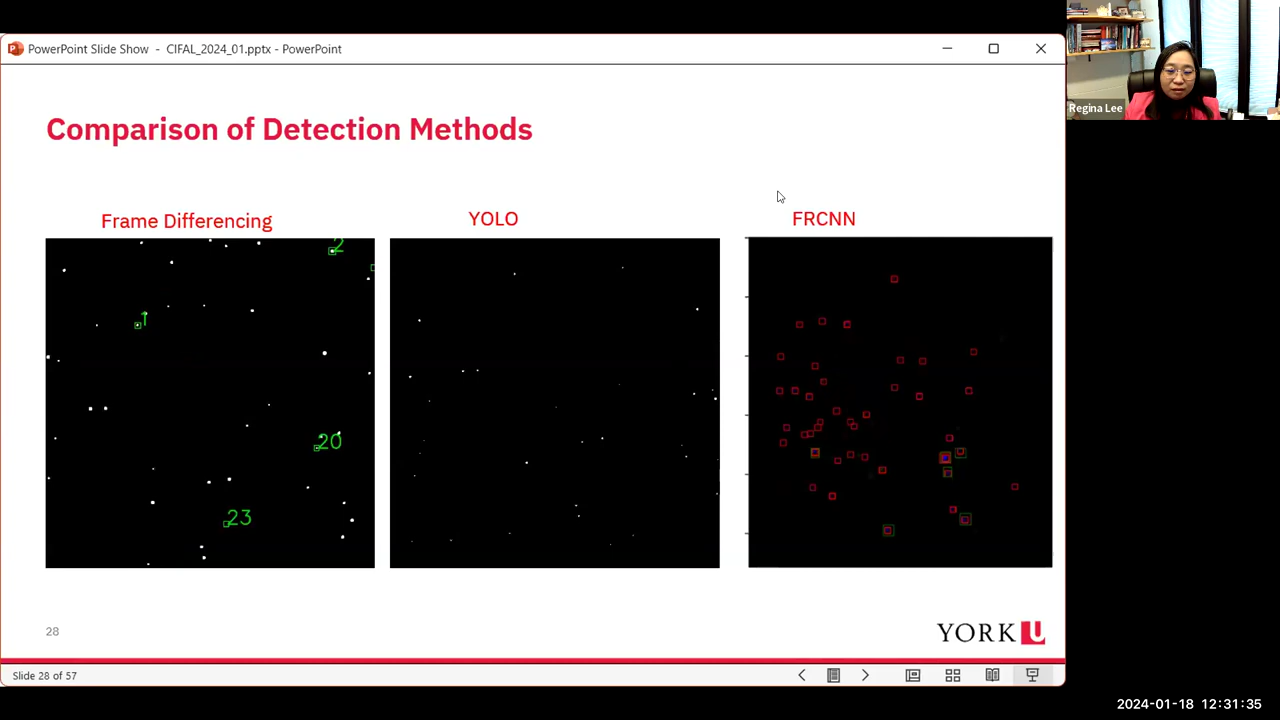 PowerPoint Slide Show - CIFAL_2024_01.pptx - PowerPoint
Regina Lee
Comparison of Detection Methods
Frame Differencing
YOLO
FRCNN
2
1
20
23
28
YORK U
Slide 28 of 57
2024-01-18 12:31:35